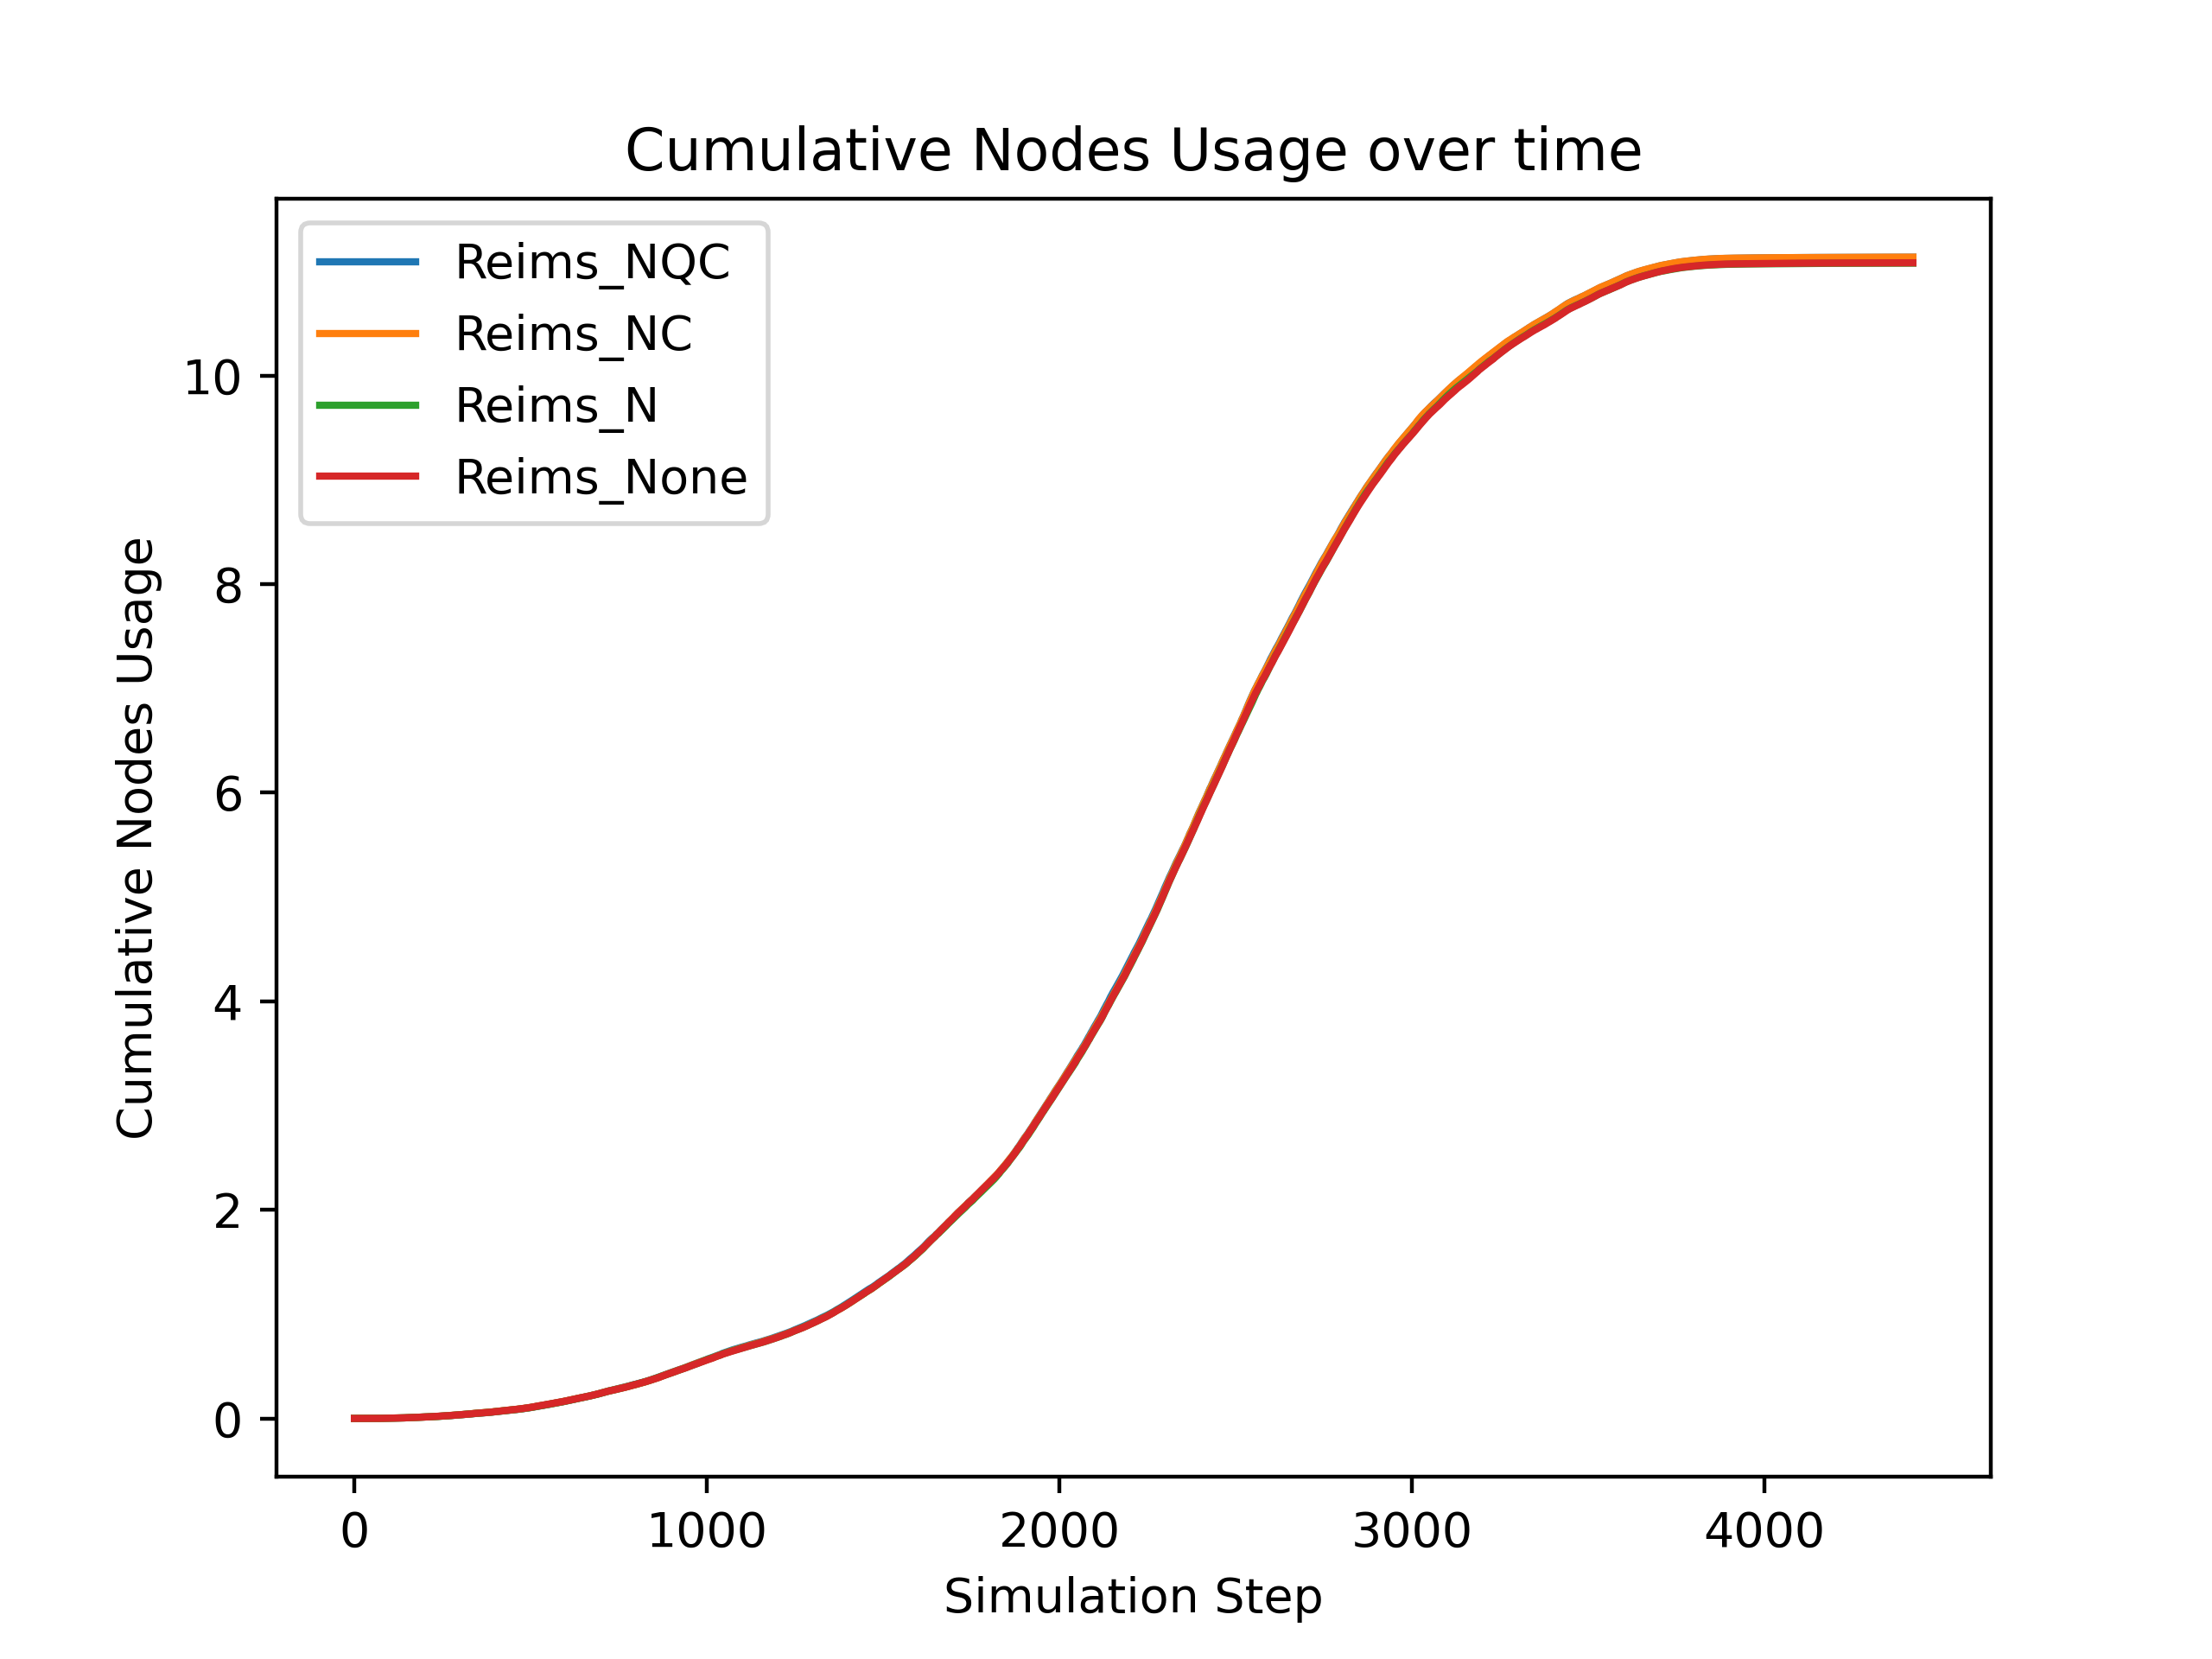 Cumulative Nodes Usage over time
Reims_NQC
Reims_NC
Reims_N
Reims_None
Cumulative Nodes Usage
10
8
6
4
2
0
0 1000 2000 3000 4000
Simulation Step